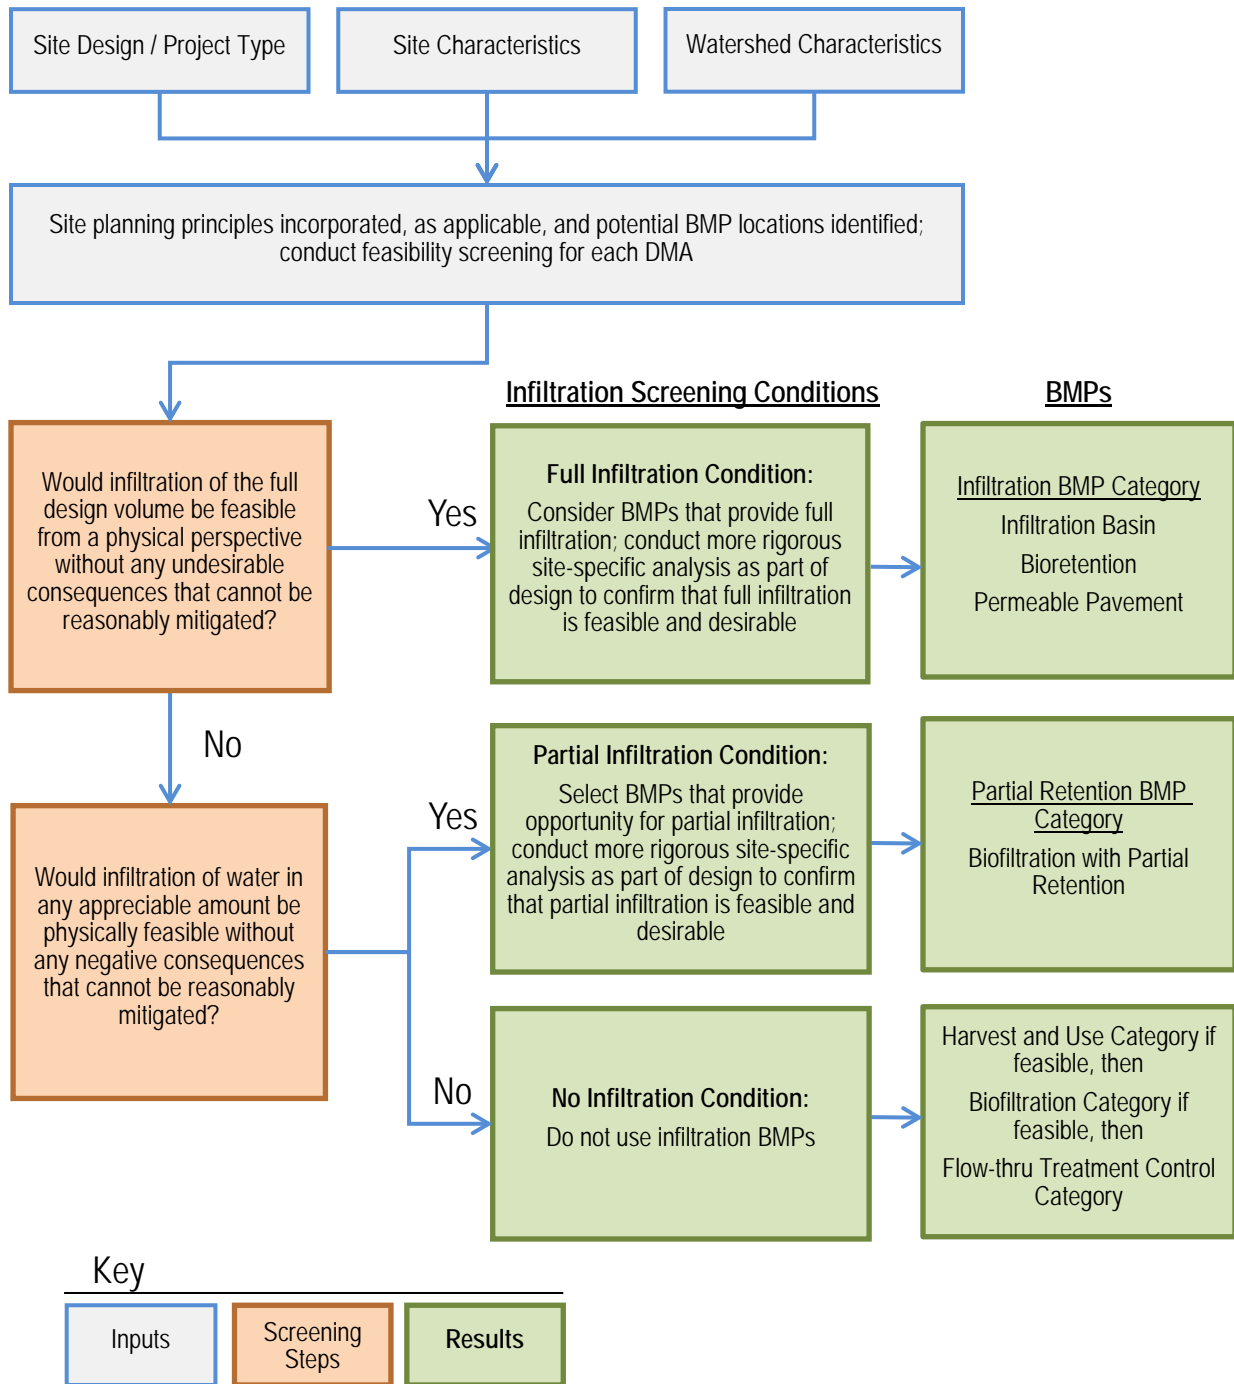 Site Design / Project Type
Site Characteristics
Watershed Characteristics
Site planning principles incorporated, as applicable, and potential BMP locations identified;
conduct feasibility screening for each DMA
Infiltration Screening Conditions
BMPs
Would infiltration of the full
design volume be feasible
from a physical perspective
without any undesirable
consequences that cannot be
reasonably mitigated?
Yes
Full Infiltration Condition:
Consider BMPs that provide full
infiltration; conduct more rigorous
site-specific analysis as part of
design to confirm that full infiltration
is feasible and desirable
Infiltration BMP Category
Infiltration Basin
Bioretention
Permeable Pavement
No
Would infiltration of water in
any appreciable amount be
physically feasible without
any negative consequences
that cannot be reasonably
mitigated?
Yes
Partial Infiltration Condition:
Select BMPs that provide
opportunity for partial infiltration;
conduct more rigorous site-specific
analysis as part of design to confirm
that partial infiltration is feasible and
desirable
Partial Retention BMP
Category
Biofiltration with Partial
Retention
No
No Infiltration Condition:
Do not use infiltration BMPs
Harvest and Use Category if
feasible, then
Biofiltration Category if
feasible, then
Flow-thru Treatment Control
Category
Key
Inputs
Screening
Steps
Results